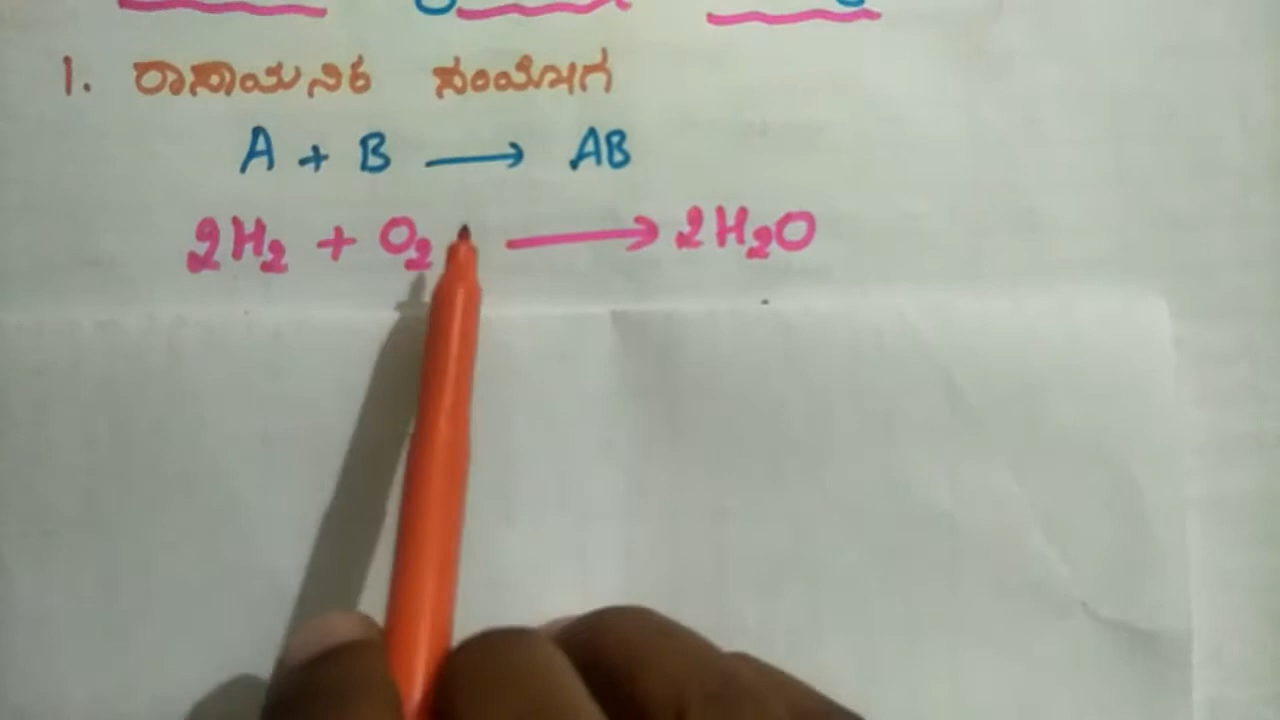 1. ರಾಸಾಯನಿಕ ಸಂಯೋಗ
A + B ⟶ AB
2H₂ + O₂ ⟶ 2H₂O